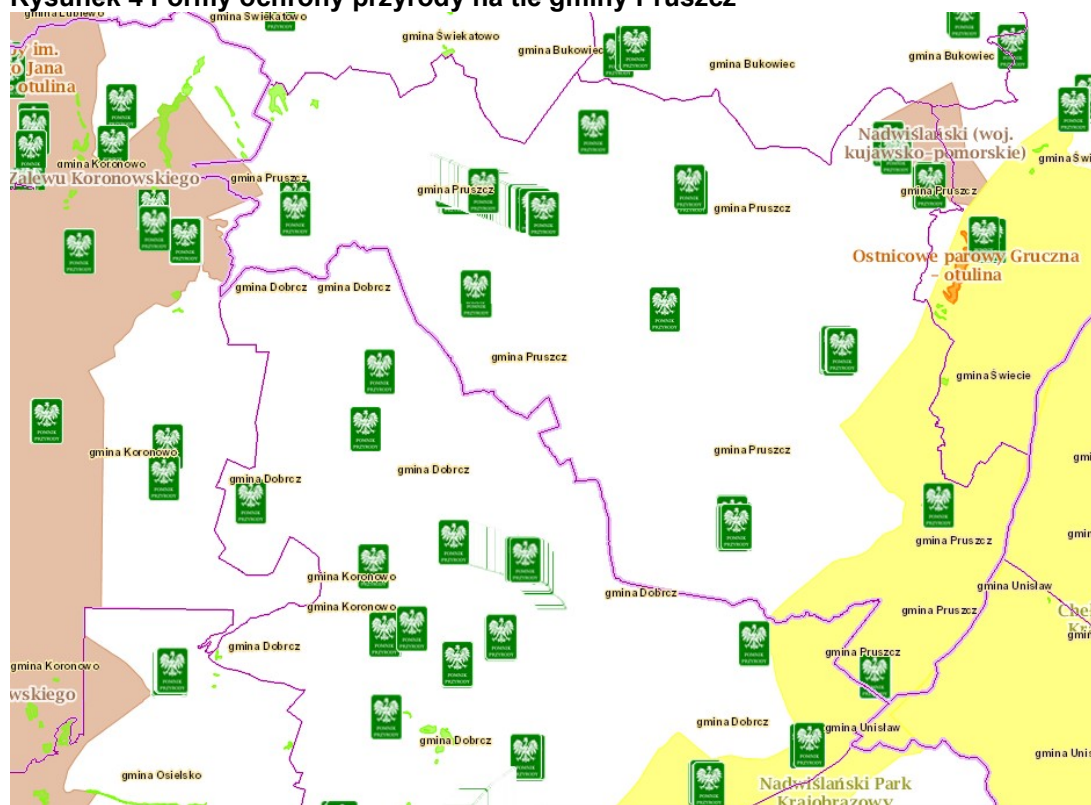 Rysunek 4 Formy ochrony przyrody na tle gminy Pruszcz
gmina Świekatowo
gmina Świekatowo
gmina Bukowiec
gmina Bukowiec
gmina Bukowiec
im.
o Jana
otulina
Nadwiślański (woj.
kujawsko-pomorskie)
gmina Koronowo
Zalewu Koronowskiego
gmina Pruszcz
gmina Pruszcz
gmina Pruszcz
gmina Pruszcz
Ostnicowe parowy Gruczna
– otulina
gmina Dobrcz
gmina Dobrcz
gmina Pruszcz
gmina Świecie
gmina Koronowo
gmina Dobrcz
gmina Dobrcz
gmina Pruszcz
gmina Pruszcz
gmina Koronowo
gmina Koronowo
gmina Dobrcz
gmina Unisław
gmina Pruszcz
gmina Dobrcz
gmina Pruszcz
gmina Koronowo
wskiego
gmina Dobrcz
gmina Dobrcz
gmina Unisław
gmina Osielsko
Nadwiślański Park
Krajobrazowy
POMNIK
PRZYRODY